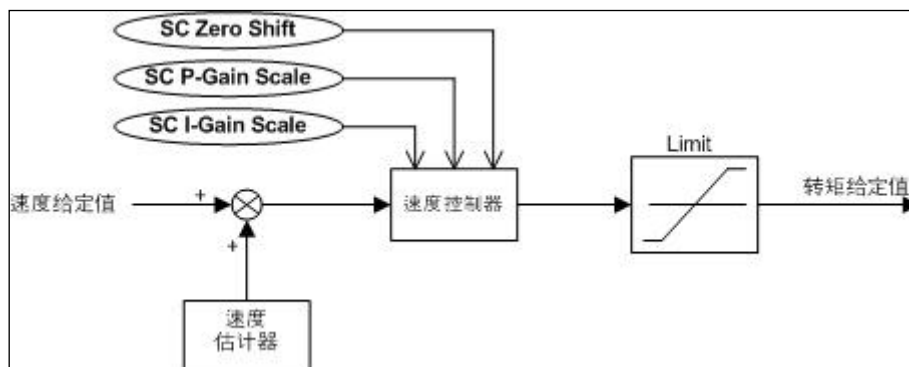 SC Zero Shift
SC P-Gain Scale
SC I-Gain Scale
Limit
速度给定值
+
速度控制器
转矩给定值
+
速度
估计器